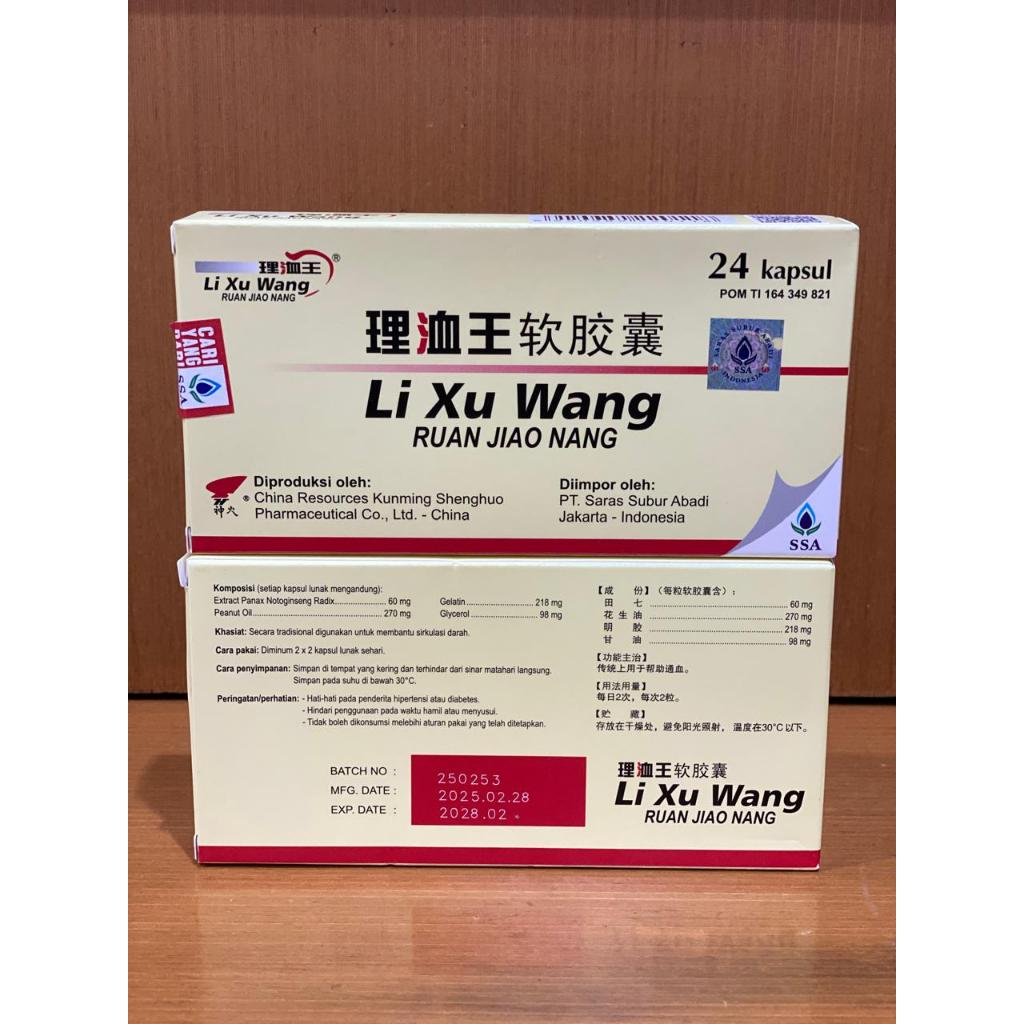 理洫王®
Li Xu Wang
RUAN JIAO NANG
24 kapsul
POM TI 164 349 821
CARI
YANG
SSA
理洫王软胶囊
Li Xu Wang
RUAN JIAO NANG
SARAS SUBUR ABADI
SSA
INDONESIA
神火®
Diproduksi oleh:
China Resources Kunming Shenghuo
Pharmaceutical Co., Ltd. - China
Diimpor oleh:
PT. Saras Subur Abadi
Jakarta - Indonesia
SSA
Komposisi (setiap kapsul lunak mengandung):
Extract Panax Notoginseng Radix.................... 60 mg
Peanut Oil.................................................... 270 mg
Gelatin............................ 218 mg
Glycerol........................... 98 mg
Khasiat: Secara tradisional digunakan untuk membantu sirkulasi darah.
Cara pakai: Diminum 2 x 2 kapsul lunak sehari.
Cara penyimpanan: Simpan di tempat yang kering dan terhindar dari sinar matahari langsung.
Simpan pada suhu di bawah 30°C.
Peringatan/perhatian: - Hati-hati pada penderita hipertensi atau diabetes.
- Hindari penggunaan pada waktu hamil atau menyusui.
- Tidak boleh dikonsumsi melebihi aturan pakai yang telah ditetapkan.
【成 份】（每粒软胶囊含）:
田 七 ........................................ 60 mg
花 生 油 ........................................ 270 mg
明 胶 ........................................ 218 mg
甘 油 ........................................ 98 mg
【功能主治】
传统上用于帮助通血。
【用法用量】
每日2次，每次2粒。
【贮 藏】
存放在干燥处，避免阳光照射， 温度在30°C以下。
BATCH NO : 250253
MFG. DATE : 2025.02.28
EXP. DATE : 2028.02
理洫王软胶囊
Li Xu Wang
RUAN JIAO NANG